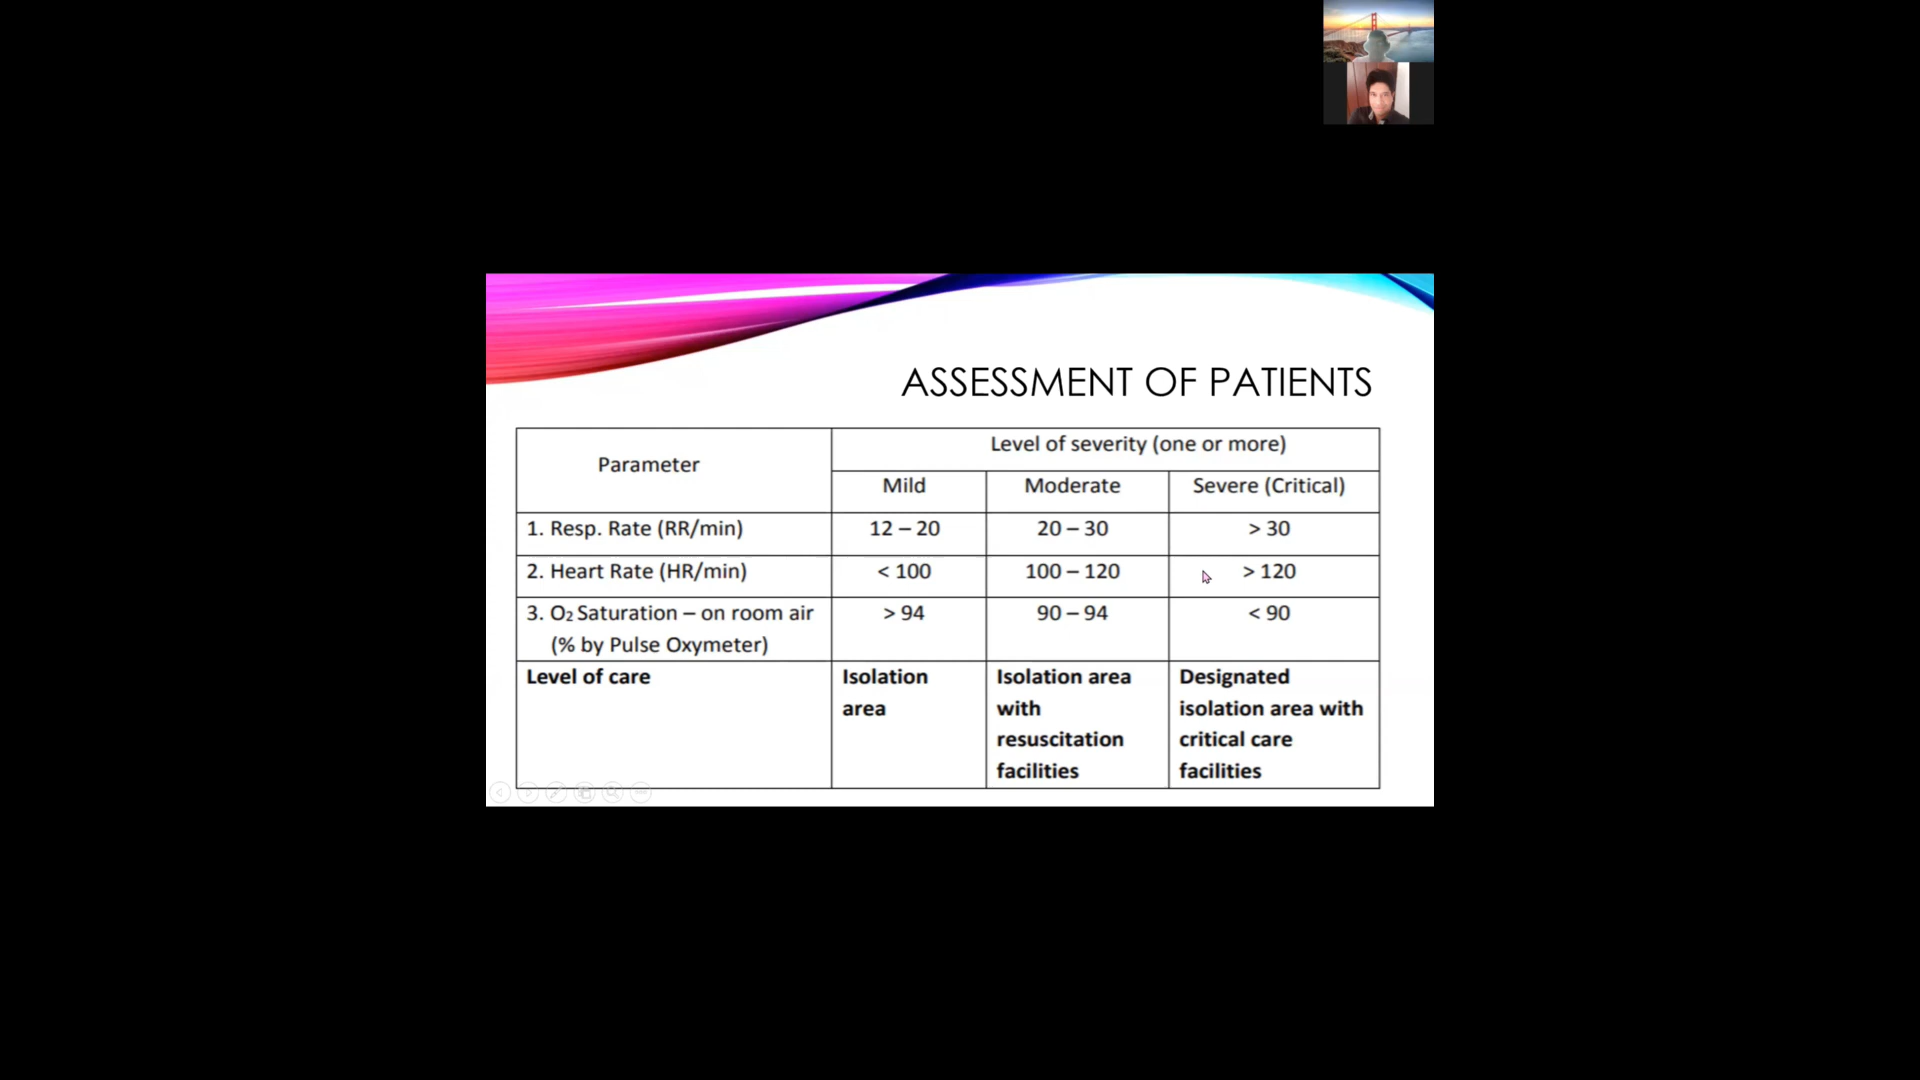 ASSESSMENT OF PATIENTS
Parameter
Level of severity (one or more)
Mild
Moderate
Severe (Critical)
1. Resp. Rate (RR/min)
12 – 20
20 – 30
> 30
2. Heart Rate (HR/min)
< 100
100 – 120
> 120
3. O₂ Saturation – on room air
(% by Pulse Oxymeter)
> 94
90 – 94
< 90
Level of care
Isolation
area
Isolation area
with
resuscitation
facilities
Designated
isolation area with
critical care
facilities